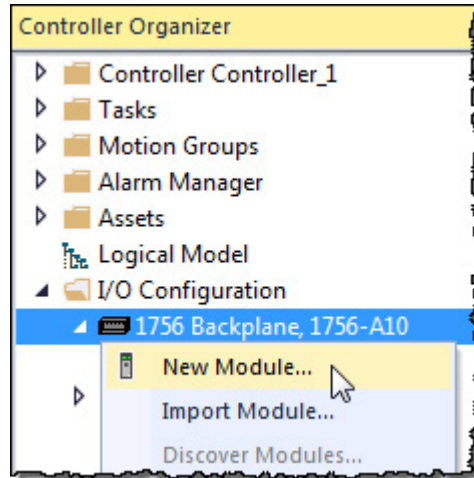 Controller Organizer
Controller Controller_1
Tasks
Motion Groups
Alarm Manager
Assets
Logical Model
I/O Configuration
1756 Backplane, 1756-A10
New Module...
Import Module...
Discover Modules...